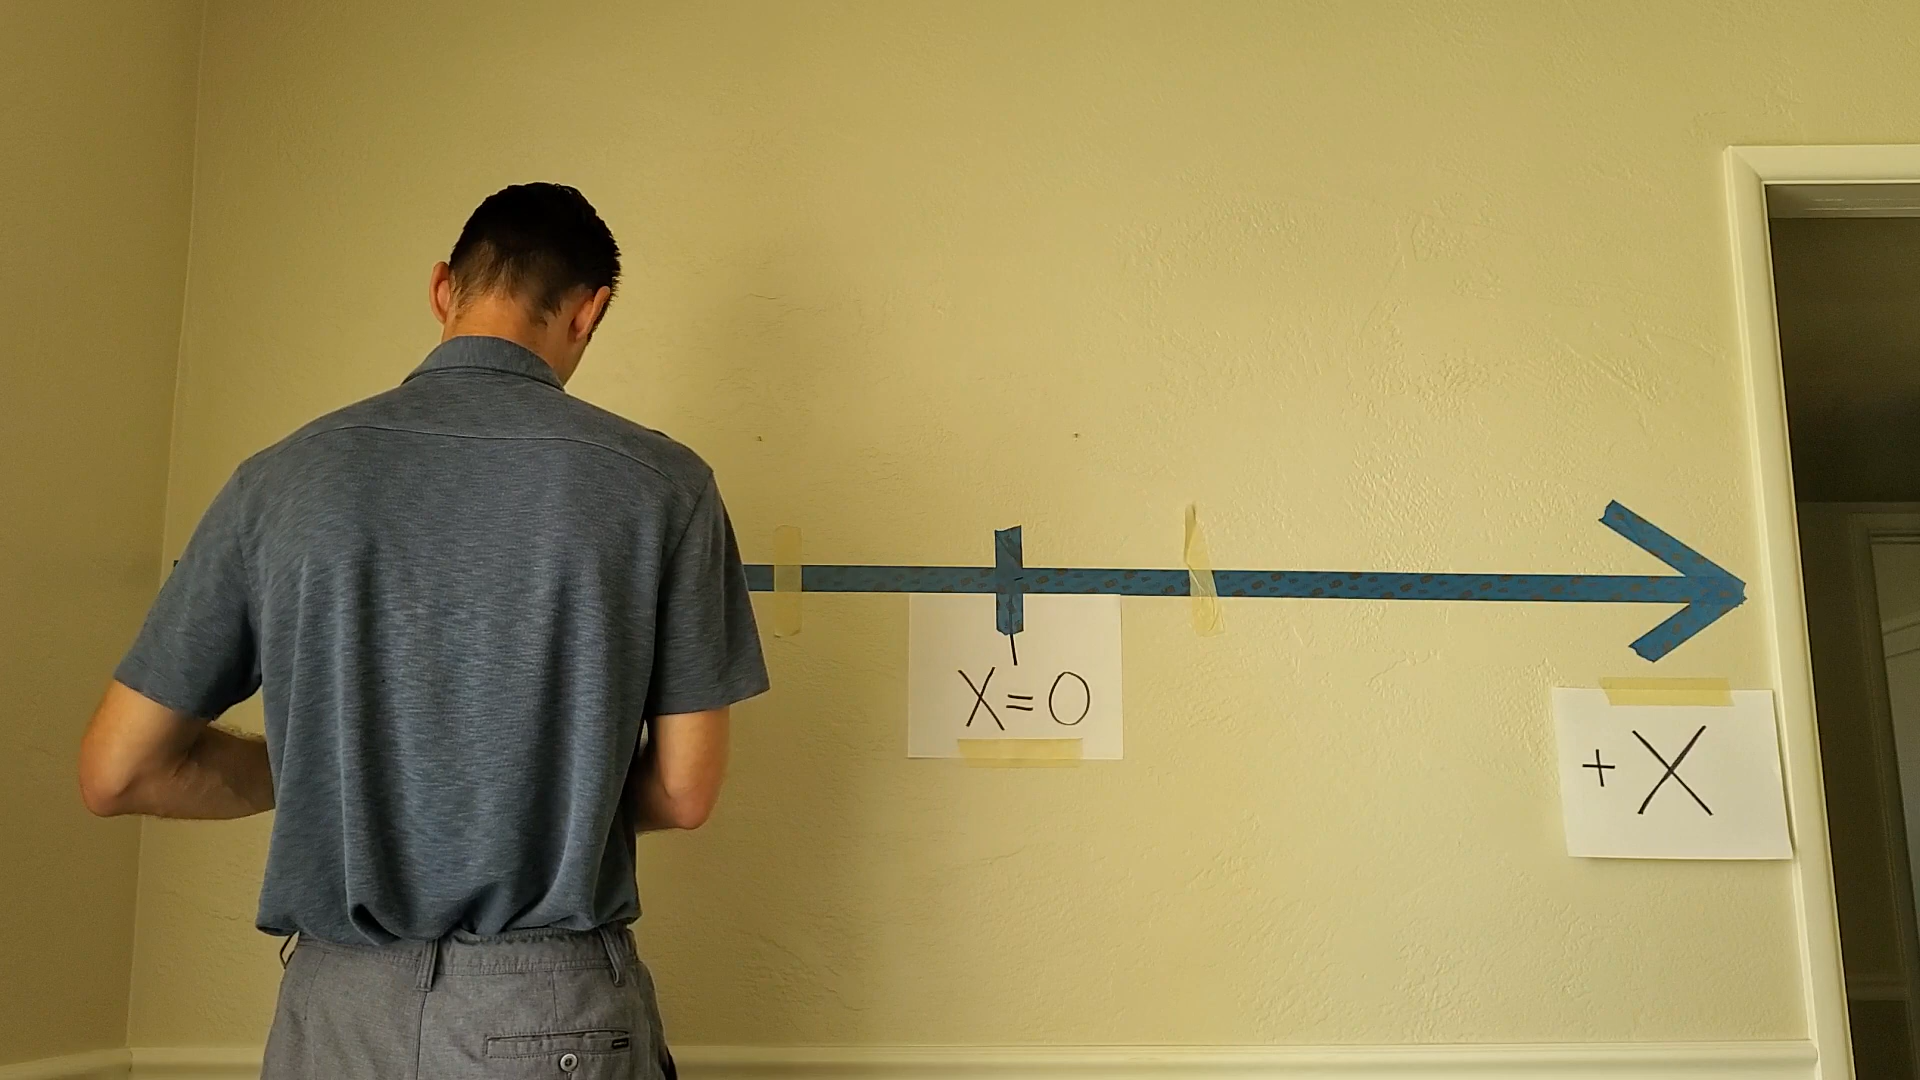 X = 0
+ X